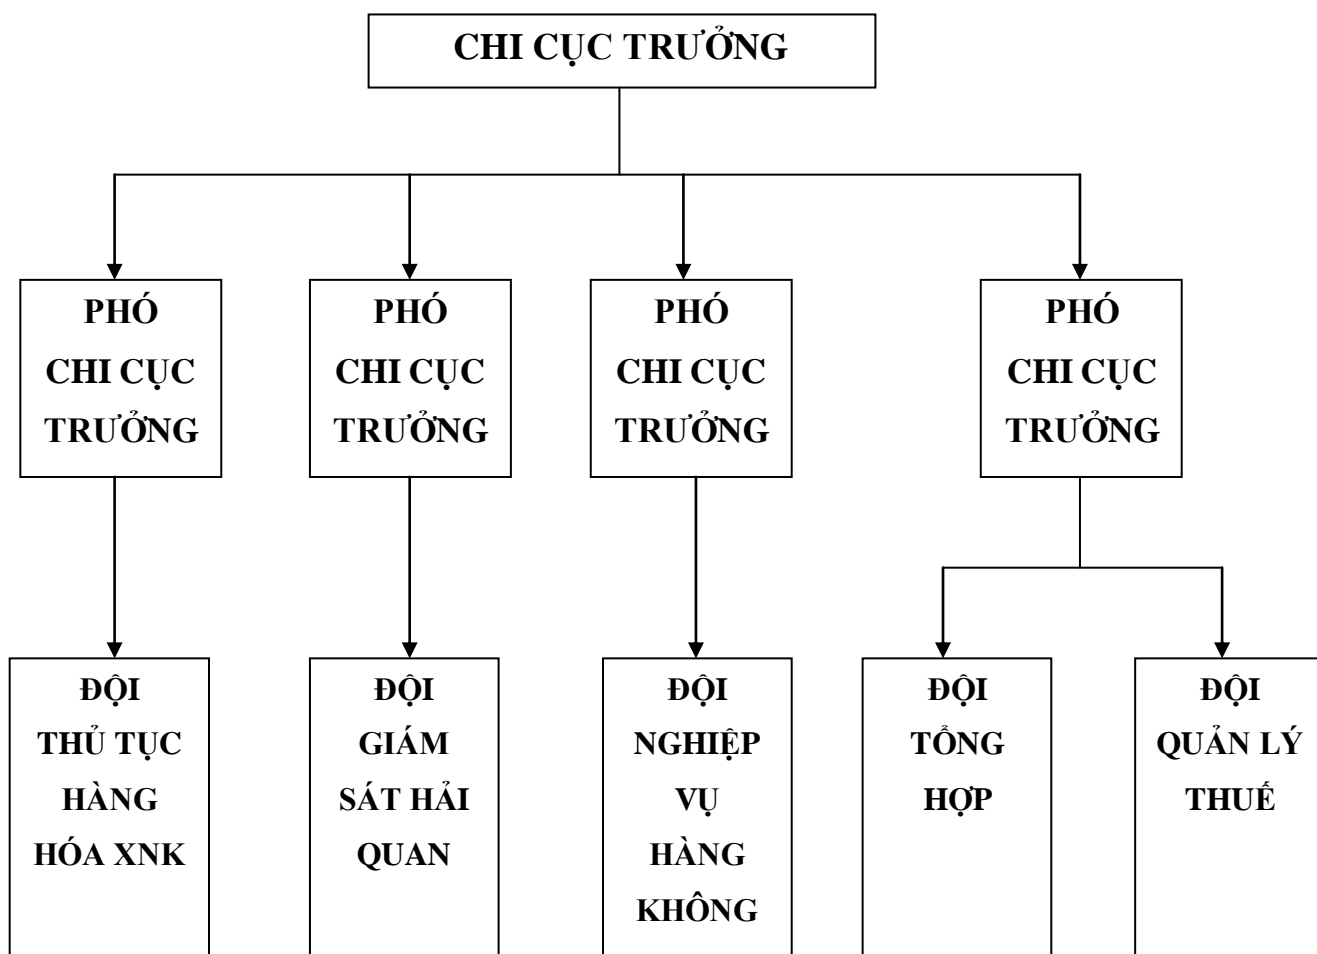 CHI CỤC TRƯỞNG
PHÓ
CHI CỤC
TRƯỞNG
PHÓ
CHI CỤC
TRƯỞNG
PHÓ
CHI CỤC
TRƯỞNG
PHÓ
CHI CỤC
TRƯỞNG
ĐỘI
THỦ TỤC
HÀNG
HÓA XNK
ĐỘI
GIÁM
SÁT HẢI
QUAN
ĐỘI
NGHIỆP
VỤ
HÀNG
KHÔNG
ĐỘI
TỔNG
HỢP
ĐỘI
QUẢN LÝ
THUẾ